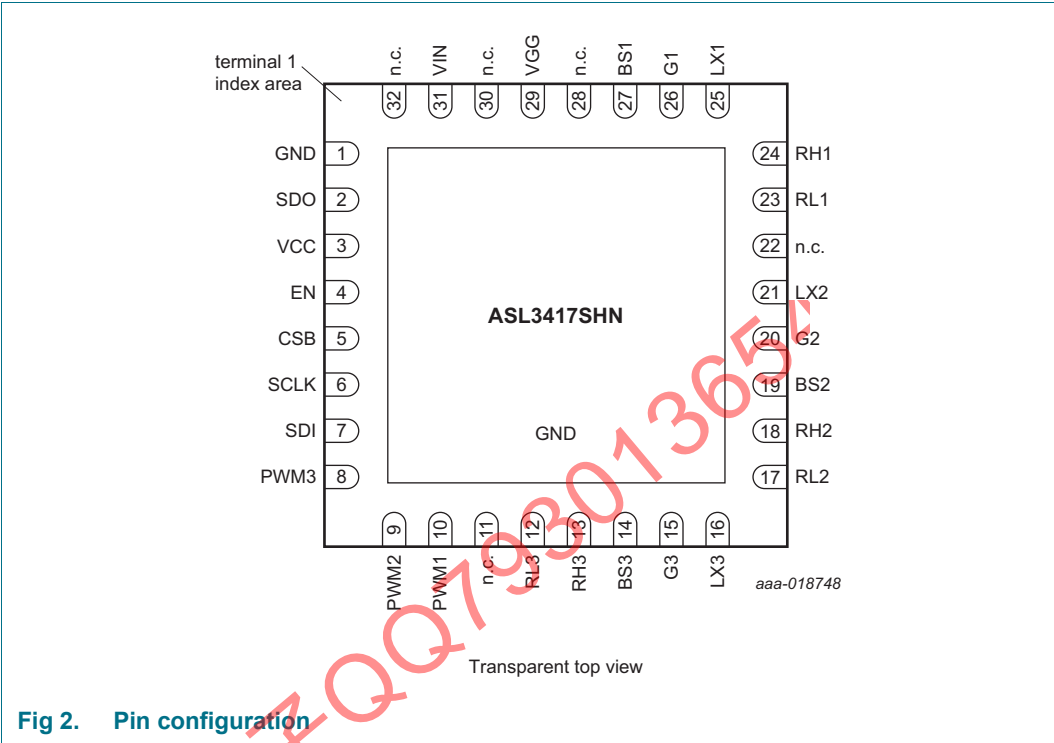 terminal 1
index area
n.c.
VIN
n.c.
VGG
n.c.
BS1
G1
LX1
32
31
30
29
28
27
26
25
GND 1
SDO 2
VCC 3
EN 4
CSB 5
SCLK 6
SDI 7
PWM3 8
24 RH1
23 RL1
22 n.c.
21 LX2
20 G2
19 BS2
18 RH2
17 RL2
ASL3417SHN
GND
9
10
11
12
13
14
15
16
PWM2
PWM1
n.c.
RL3
RH3
BS3
G3
LX3
aaa-018748
Transparent top view
Fig 2. Pin configuration